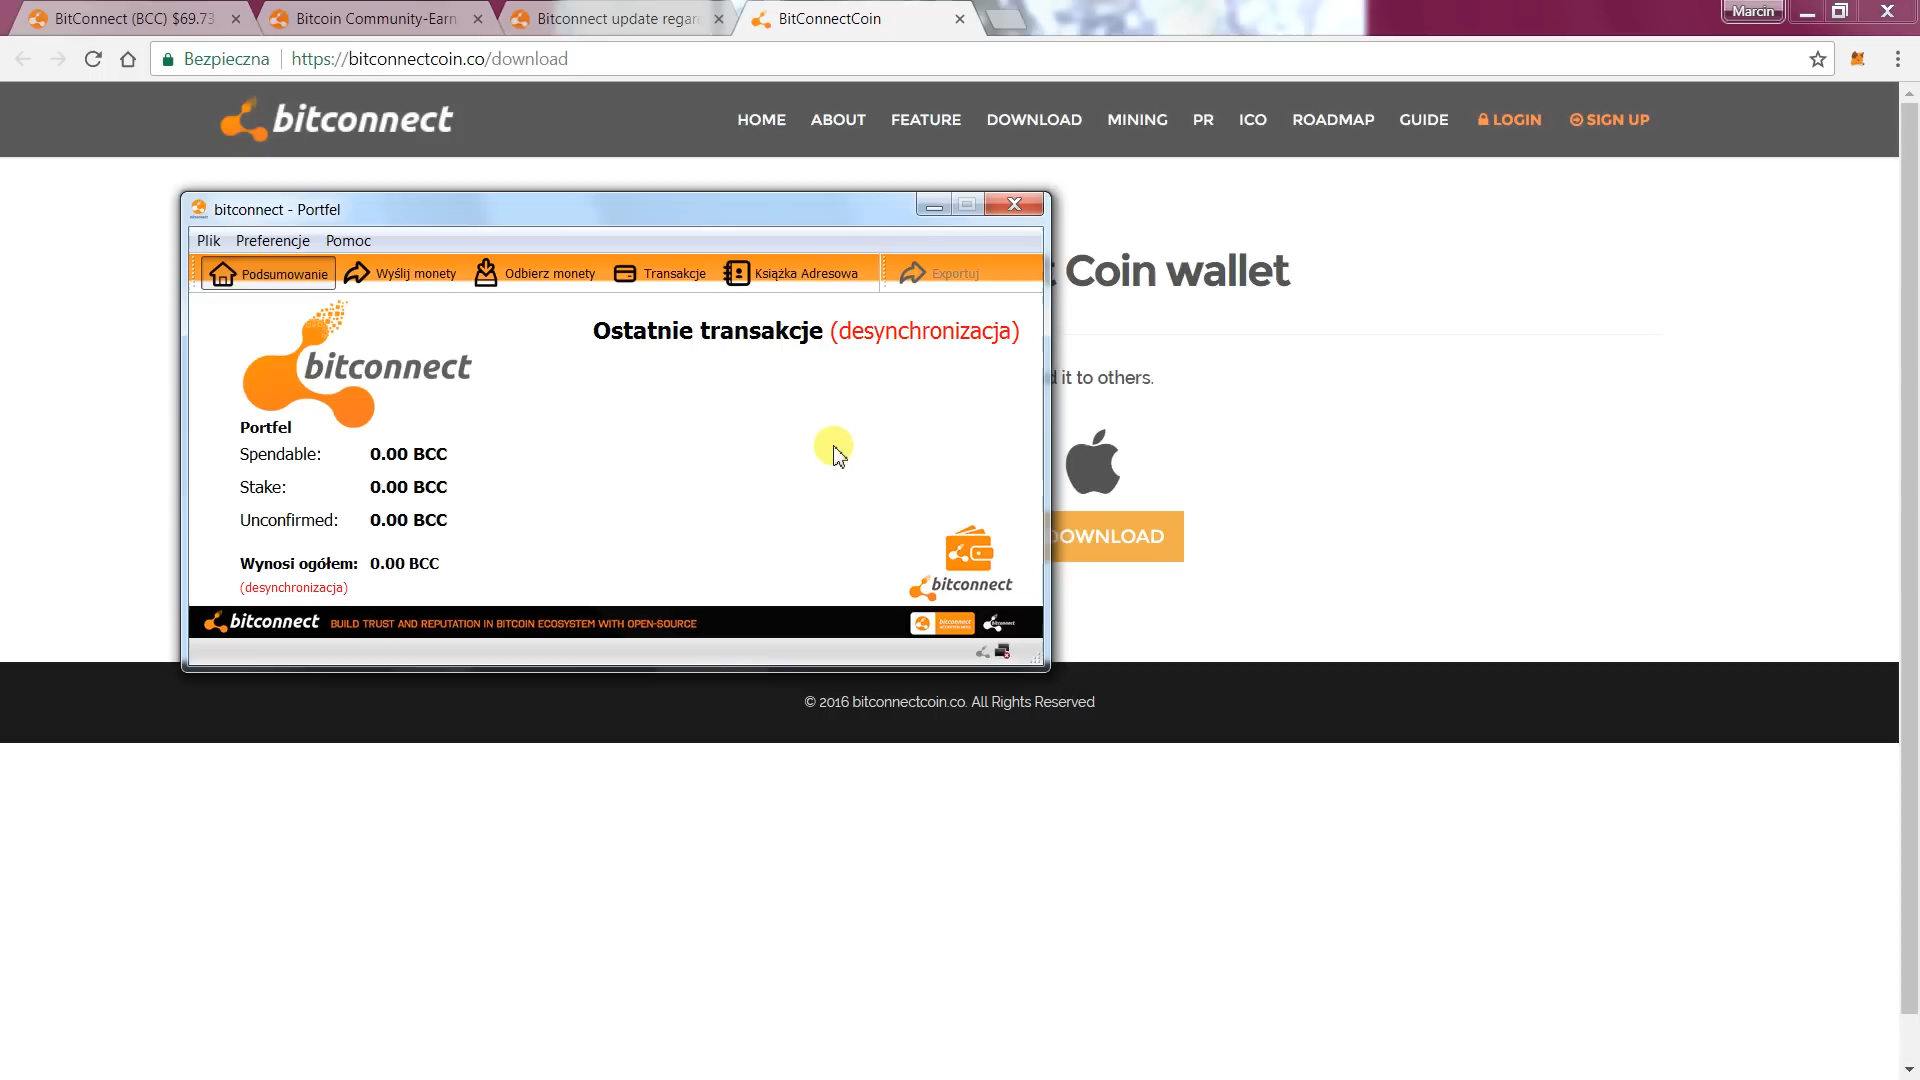 BitConnect (BCC) $69.73
Bitcoin Community-Earn
Bitconnect update regar
BitConnectCoin
Marcin
Bezpieczna
https://bitconnectcoin.co/download
bitconnect
HOME ABOUT FEATURE DOWNLOAD MINING PR ICO ROADMAP GUIDE LOGIN SIGN UP
bitconnect - Portfel
Plik Preferencje Pomoc
Podsumowanie Wyślij monety Odbierz monety Transakcje Książka Adresowa Exportuj
Coin wallet
bitconnect
Ostatnie transakcje (desynchronizacja)
it to others.
Portfel
Spendable: 0.00 BCC
Stake: 0.00 BCC
Unconfirmed: 0.00 BCC
Wynosi ogółem: 0.00 BCC
(desynchronizacja)
bitconnect
DOWNLOAD
bitconnect BUILD TRUST AND REPUTATION IN BITCOIN ECOSYSTEM WITH OPEN-SOURCE
bitconnect
bitconnect
© 2016 bitconnectcoin.co. All Rights Reserved